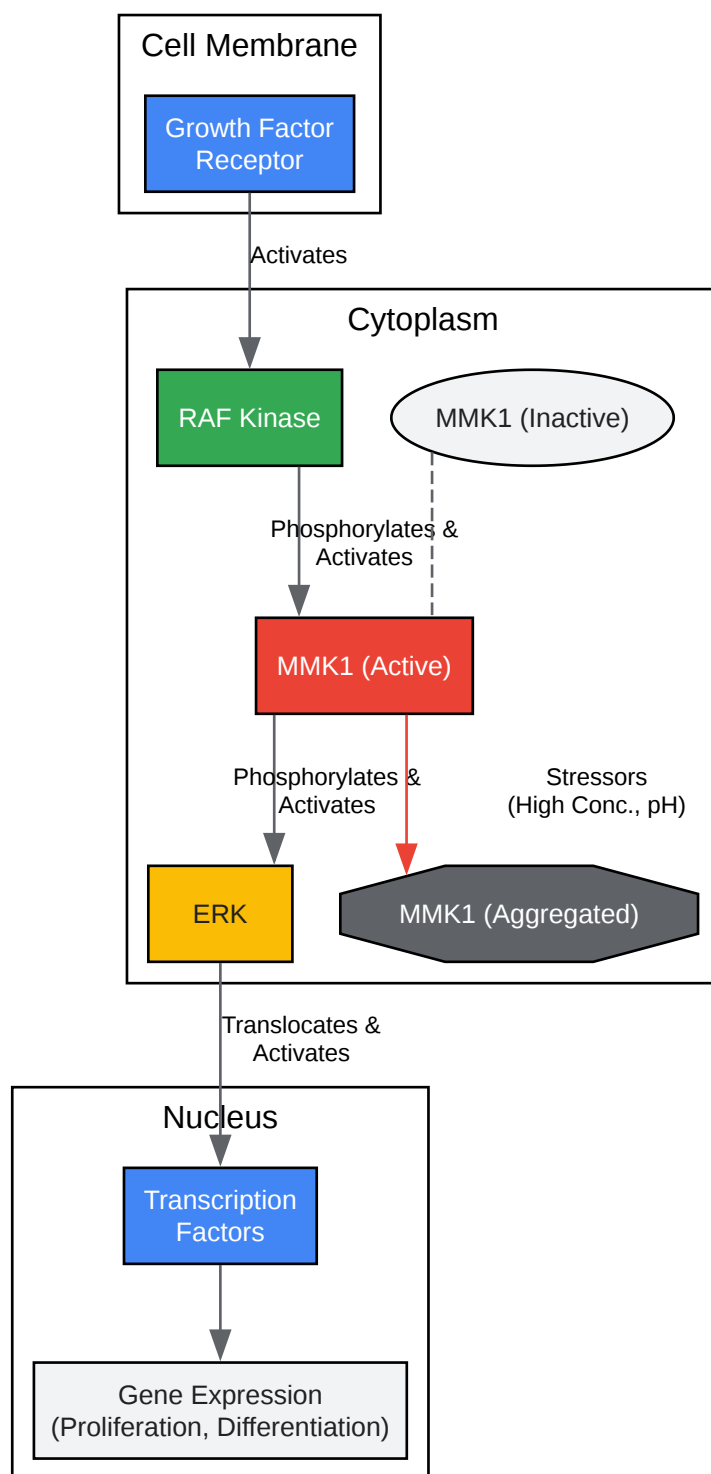 Cell Membrane
Growth Factor
Receptor
Activates
Cytoplasm
RAF Kinase
MMK1 (Inactive)
Phosphorylates &
Activates
MMK1 (Active)
Phosphorylates &
Activates
Stressors
(High Conc., pH)
ERK
MMK1 (Aggregated)
Translocates &
Activates
Nucleus
Transcription
Factors
Gene Expression
(Proliferation, Differentiation)